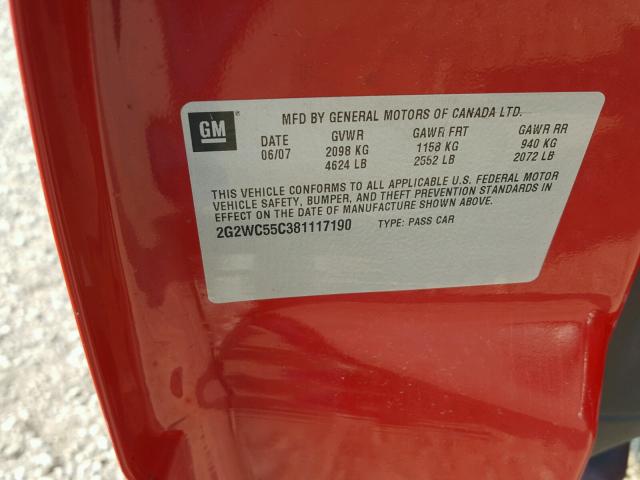 MFD BY GENERAL MOTORS OF CANADA LTD.
GM
DATE GVWR GAWR FRT GAWR RR
06/07 2098 KG 1158 KG 940 KG
4624 LB 2552 LB 2072 LB
THIS VEHICLE CONFORMS TO ALL APPLICABLE U.S. FEDERAL MOTOR
VEHICLE SAFETY, BUMPER, AND THEFT PREVENTION STANDARDS IN
EFFECT ON THE DATE OF MANUFACTURE SHOWN ABOVE.
2G2WC55C381117190 TYPE: PASS CAR